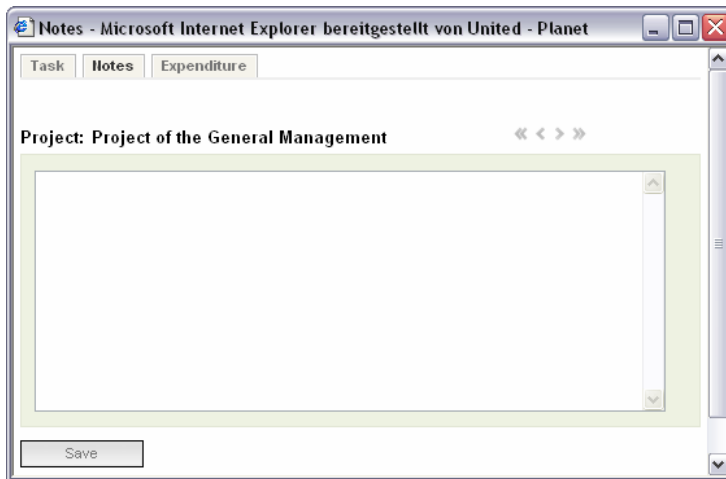 Notes - Microsoft Internet Explorer bereitgestellt von United - Planet
Task Notes Expenditure
Project: Project of the General Management
Save